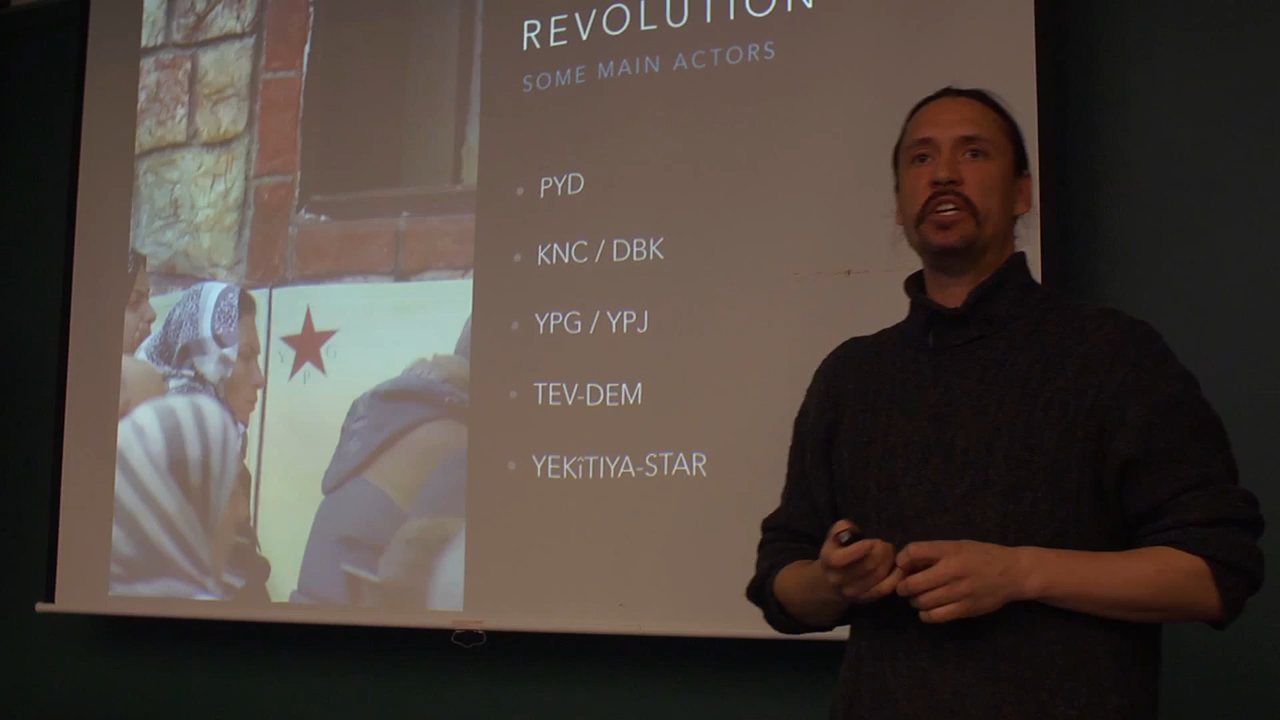 REVOLUTION
SOME MAIN ACTORS
• PYD
• KNC / DBK
• YPG / YPJ
• TEV-DEM
• YEKîTIYA-STAR
Y G
P